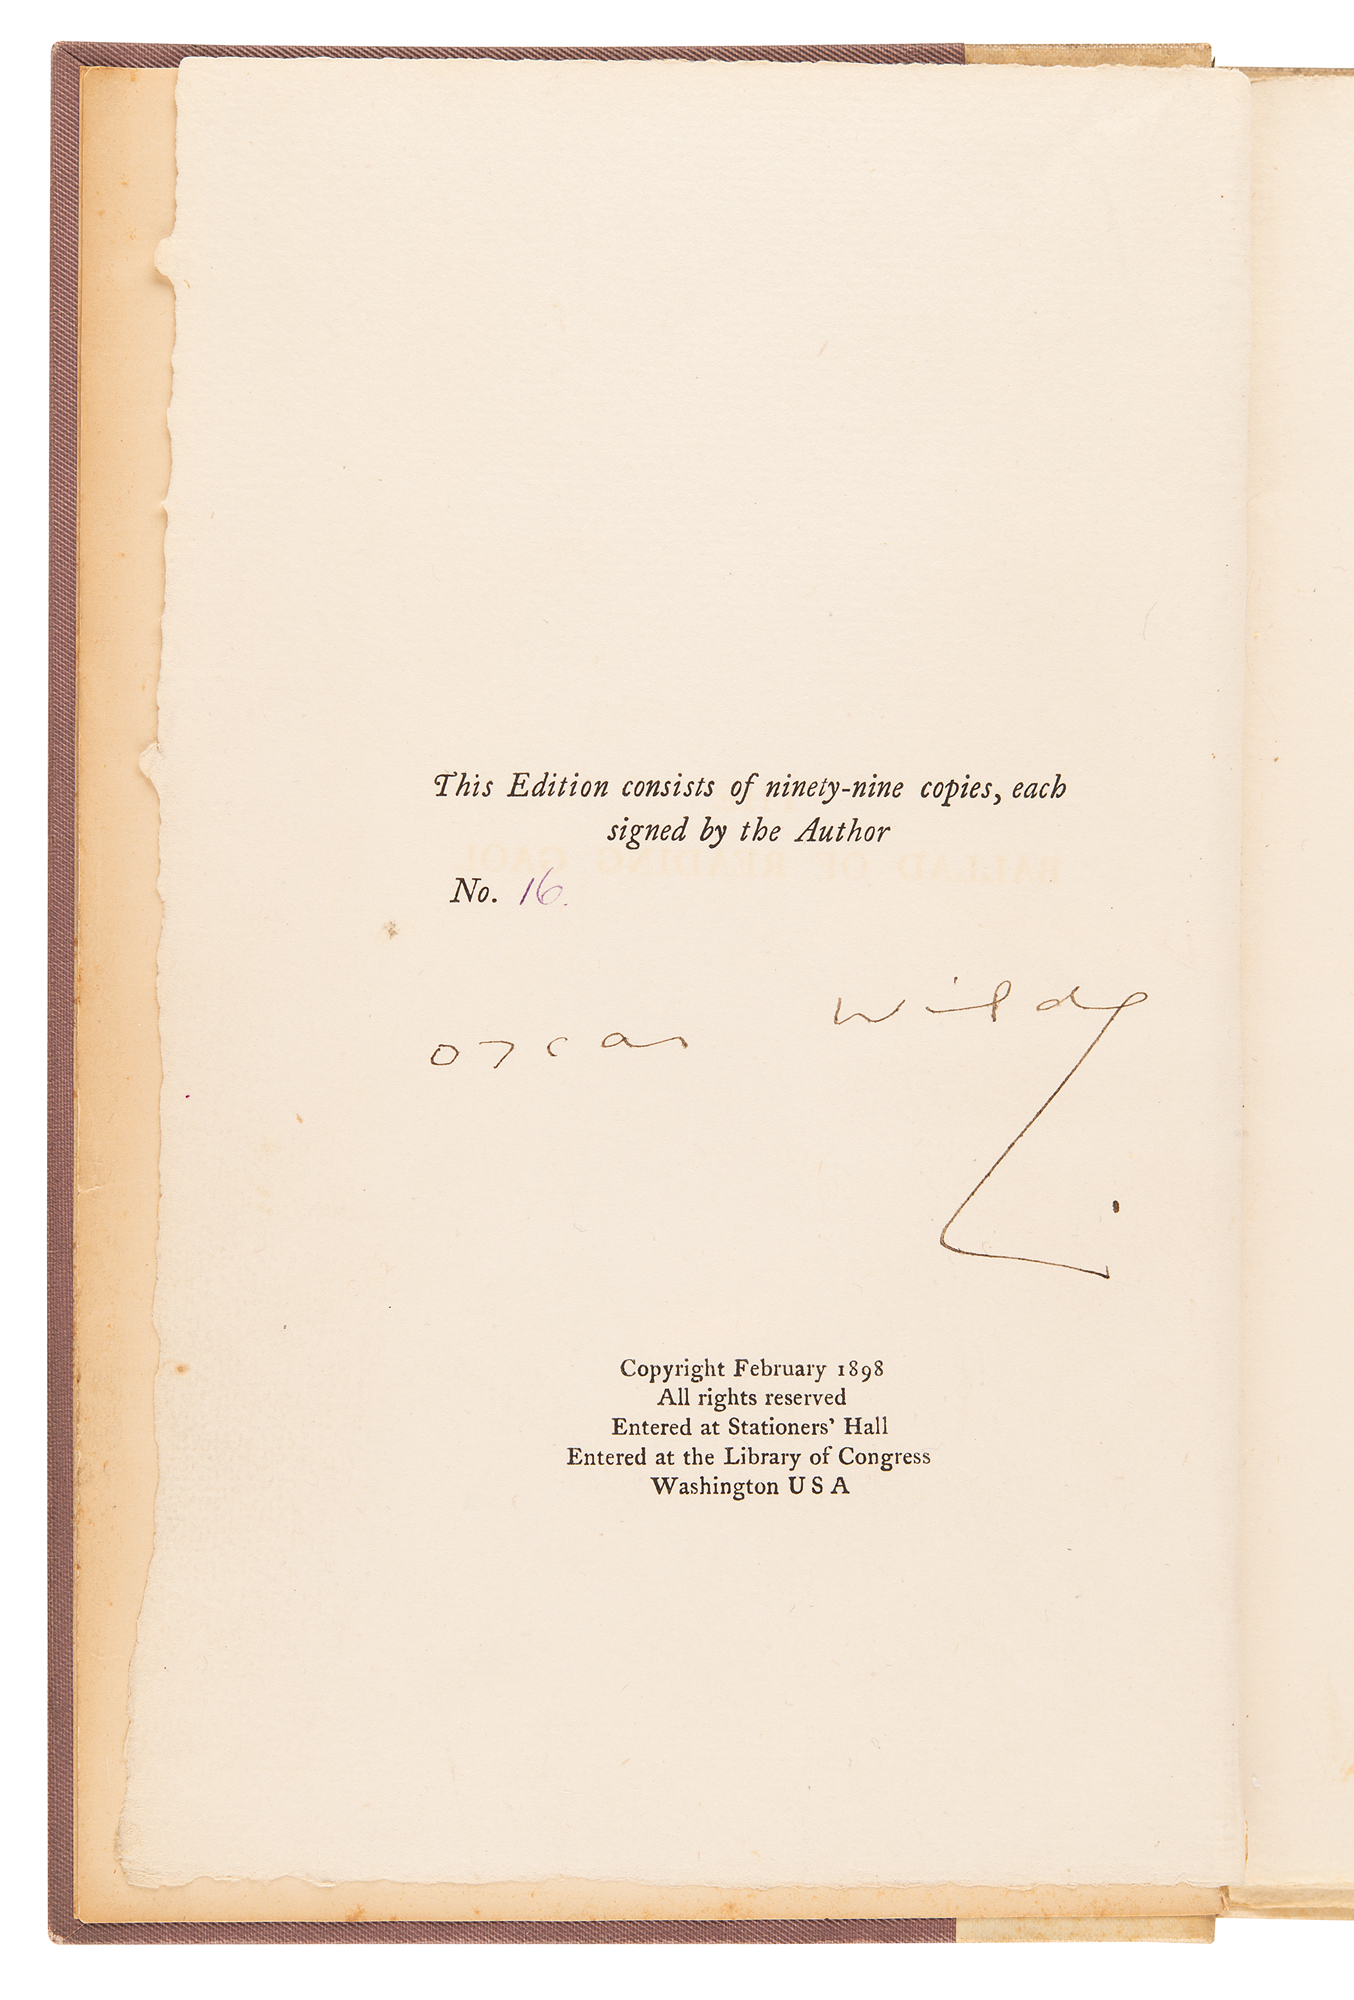 This Edition consists of ninety-nine copies, each
signed by the Author
No. 16.
Oscar Wilde
Copyright February 1898
All rights reserved
Entered at Stationers' Hall
Entered at the Library of Congress
Washington U S A